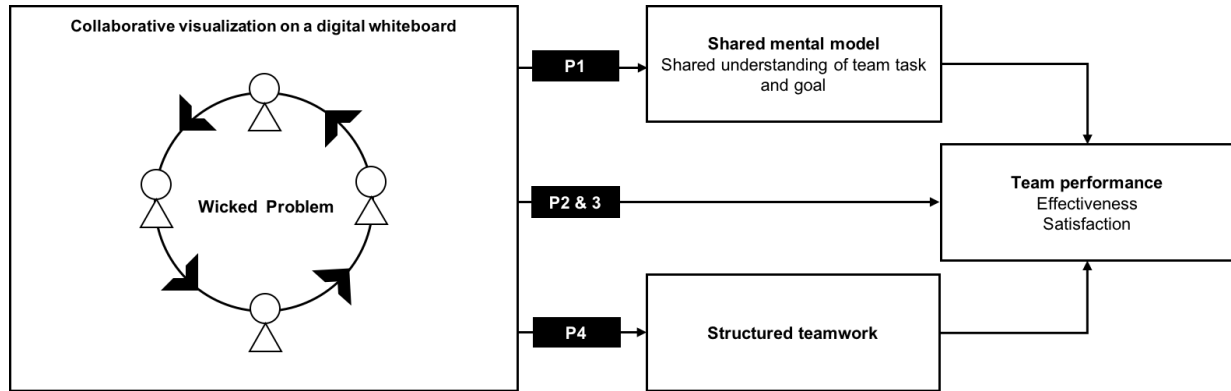 Collaborative visualization on a digital whiteboard
Wicked Problem
P1
Shared mental model
Shared understanding of team task
and goal
P2 & 3
Team performance
Effectiveness
Satisfaction
P4
Structured teamwork